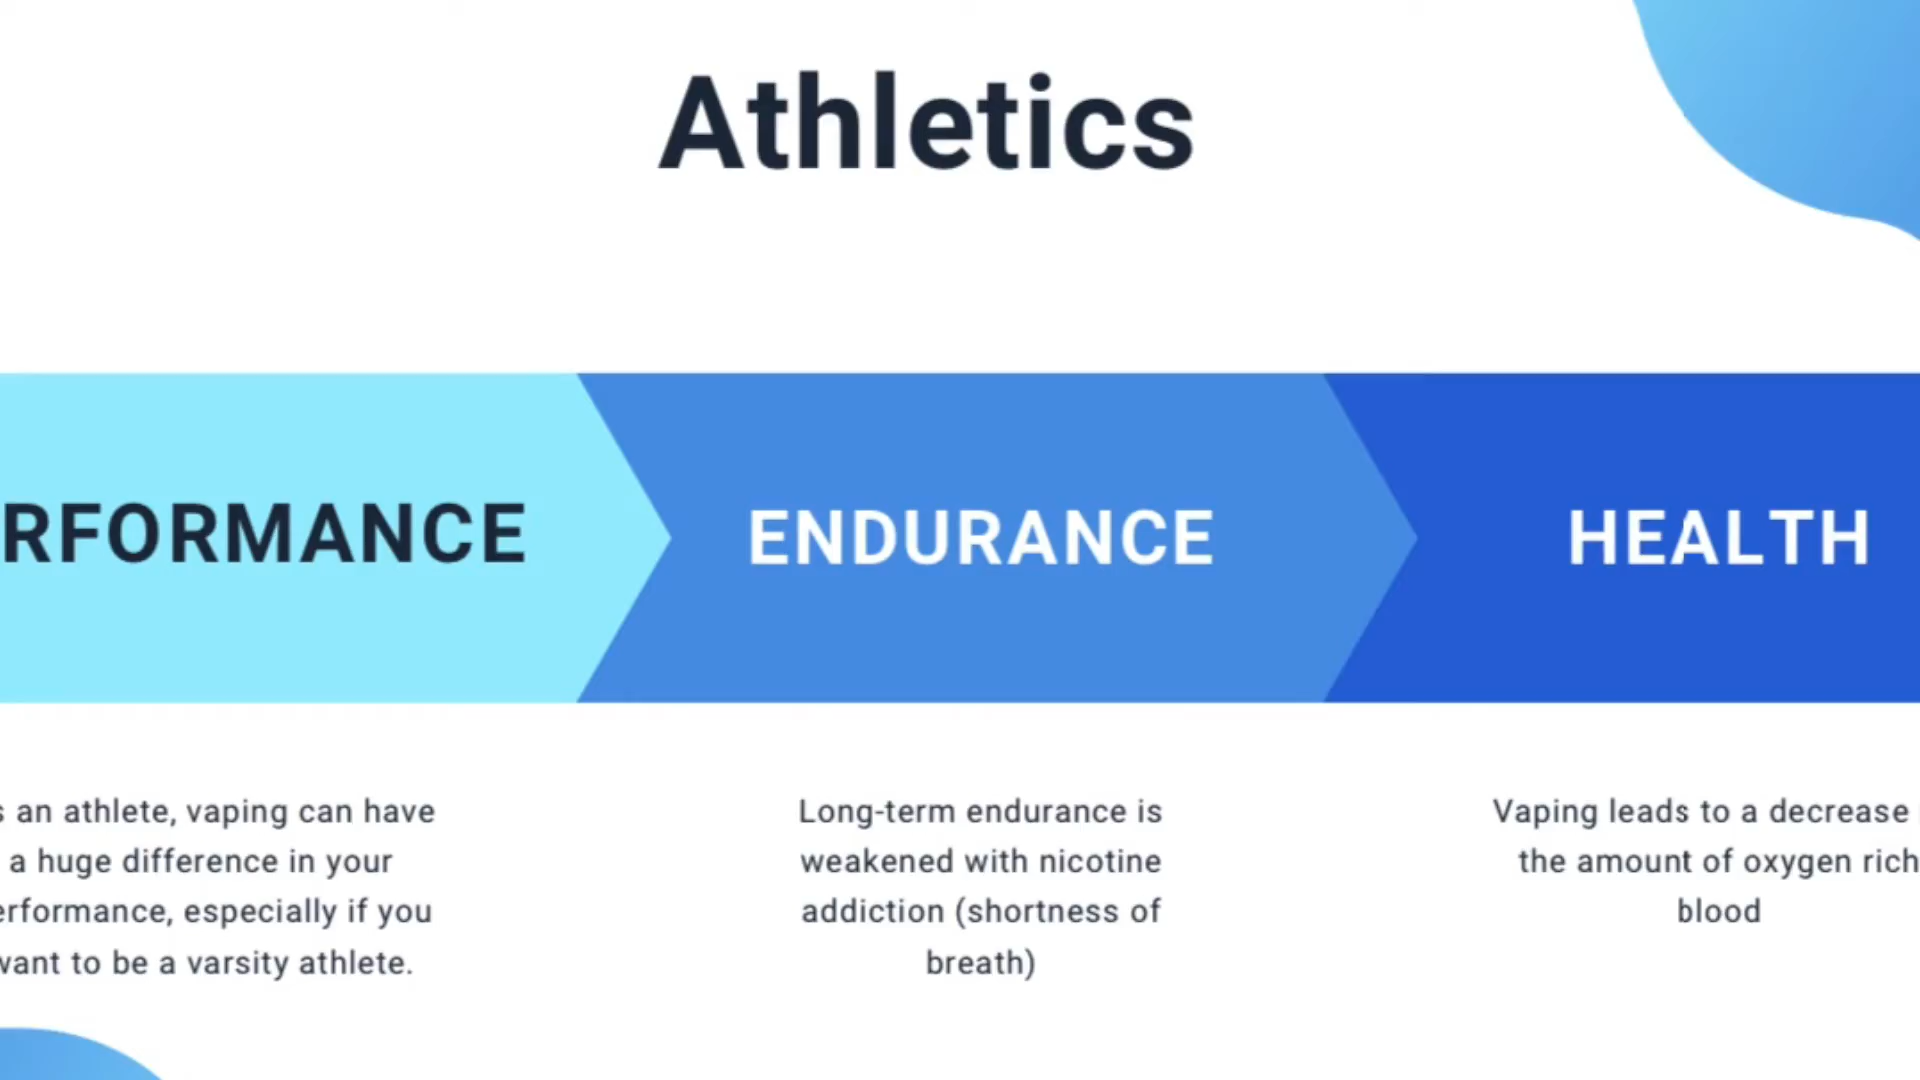 Athletics
RFORMANCE
ENDURANCE
HEALTH
s an athlete, vaping can have
a huge difference in your
erformance, especially if you
want to be a varsity athlete.
Long-term endurance is
weakened with nicotine
addiction (shortness of
breath)
Vaping leads to a decrease
the amount of oxygen rich
blood